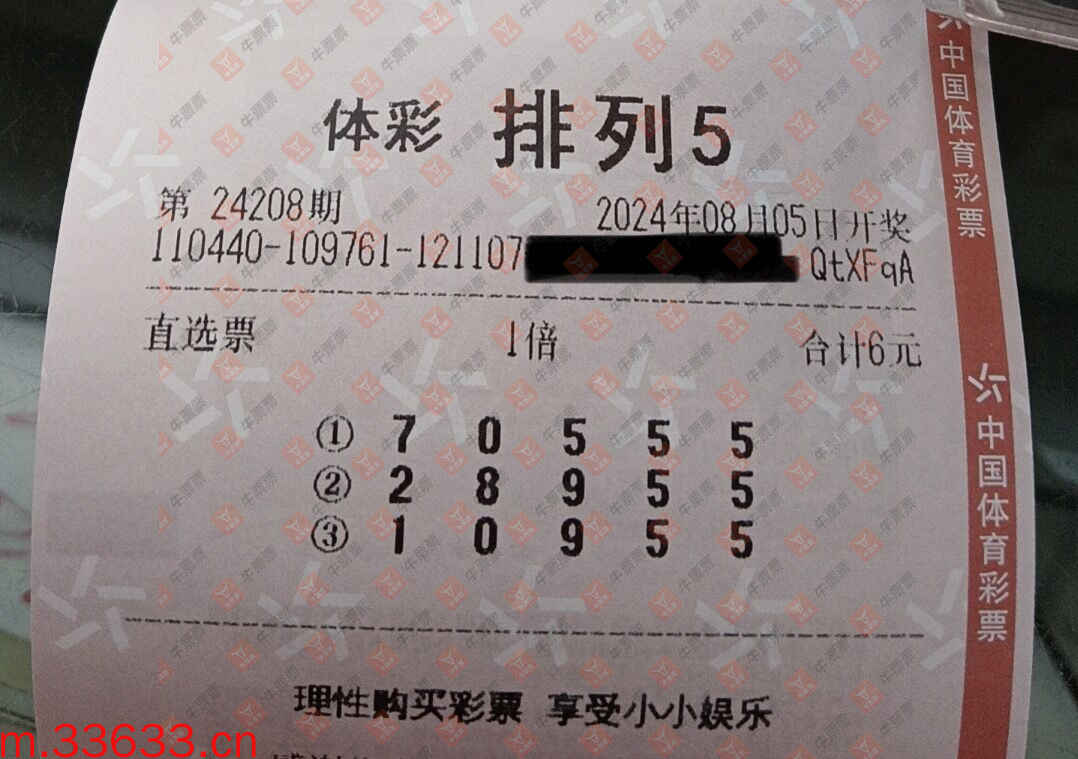 体彩 排列5
第 24208期 2024年08月05日开奖
110440-109761-121107 QtXFqA
直选票 1倍 合计6元
① 7 0 5 5 5
② 2 8 9 5 5
③ 1 0 9 5 5
理性购买彩票 享受小小娱乐
中国体育彩票
中国体育彩票
牛票票
m.33633.cn